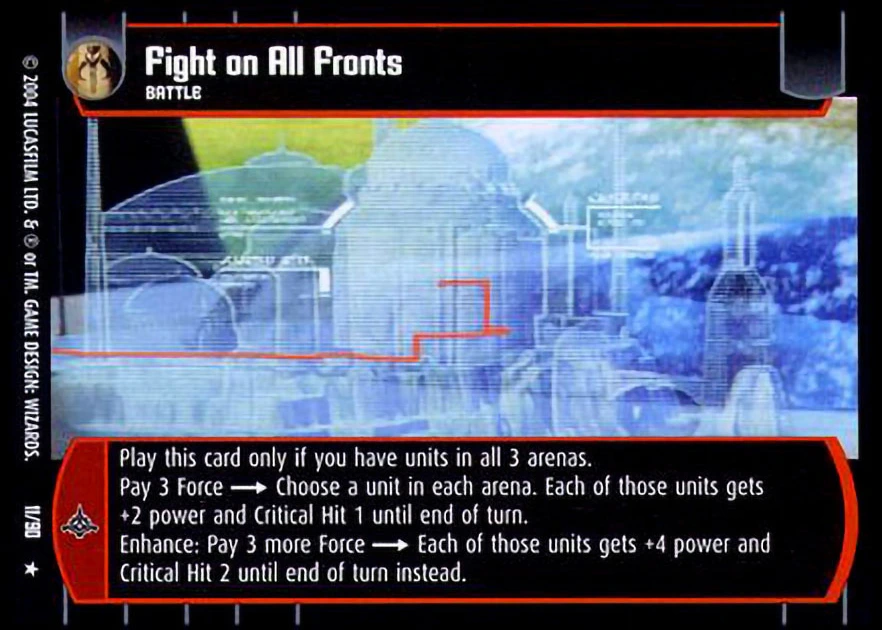 Fight on All Fronts
BATTLE
Play this card only if you have units in all 3 arenas.
Pay 3 Force → Choose a unit in each arena. Each of those units gets
+2 power and Critical Hit 1 until end of turn.
Enhance: Pay 3 more Force → Each of those units gets +4 power and
Critical Hit 2 until end of turn instead.
© 2004 LUCASFILM LTD. & ® or TM. GAME DESIGN: WIZARDS. 11/90 ★